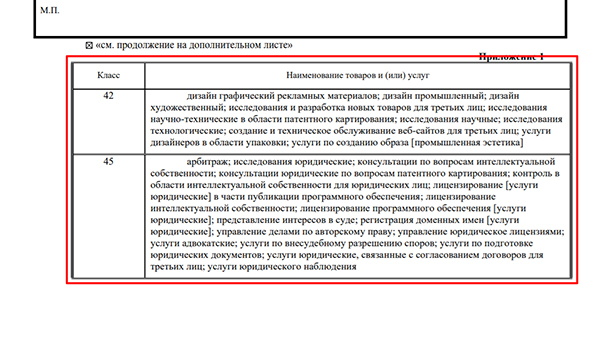 М.П.
☒ «см. продолжение на дополнительном листе»
Приложение 1
Класс Наименование товаров и (или) услуг
42 дизайн графический рекламных материалов; дизайн промышленный; дизайн
художественный; исследования и разработка новых товаров для третьих лиц; исследования
научно-технические в области патентного картирования; исследования научные; исследования
технологические; создание и техническое обслуживание веб-сайтов для третьих лиц; услуги
дизайнеров в области упаковки; услуги по созданию образа [промышленная эстетика]
45 арбитраж; исследования юридические; консультации по вопросам интеллектуальной
собственности; консультации юридические по вопросам патентного картирования; контроль в
области интеллектуальной собственности для юридических лиц; лицензирование [услуги
юридические] в части публикации программного обеспечения; лицензирование
интеллектуальной собственности; лицензирование программного обеспечения [услуги
юридические]; представление интересов в суде; регистрация доменных имен [услуги
юридические]; управление делами по авторскому праву; управление юридическое лицензиями;
услуги адвокатские; услуги по внесудебному разрешению споров; услуги по подготовке
юридических документов; услуги юридические, связанные с согласованием договоров для
третьих лиц; услуги юридического наблюдения